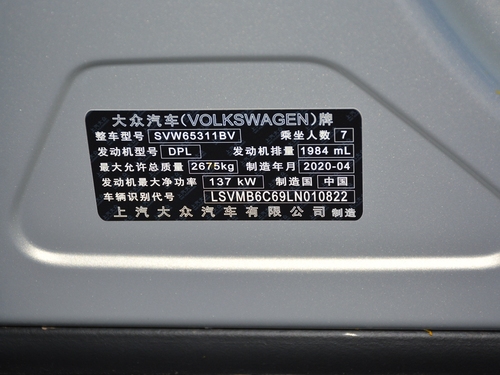 大众汽车(VOLKSWAGEN)牌
整车型号 SVW65311BV 乘坐人数 7
发动机型号 DPL 发动机排量 1984 mL
最大允许总质量 2675kg 制造年月 2020-04
发动机最大净功率 137 kW 制造国 中国
车辆识别代号 LSVMB6C69LN010822
上汽大众汽车有限公司 制造